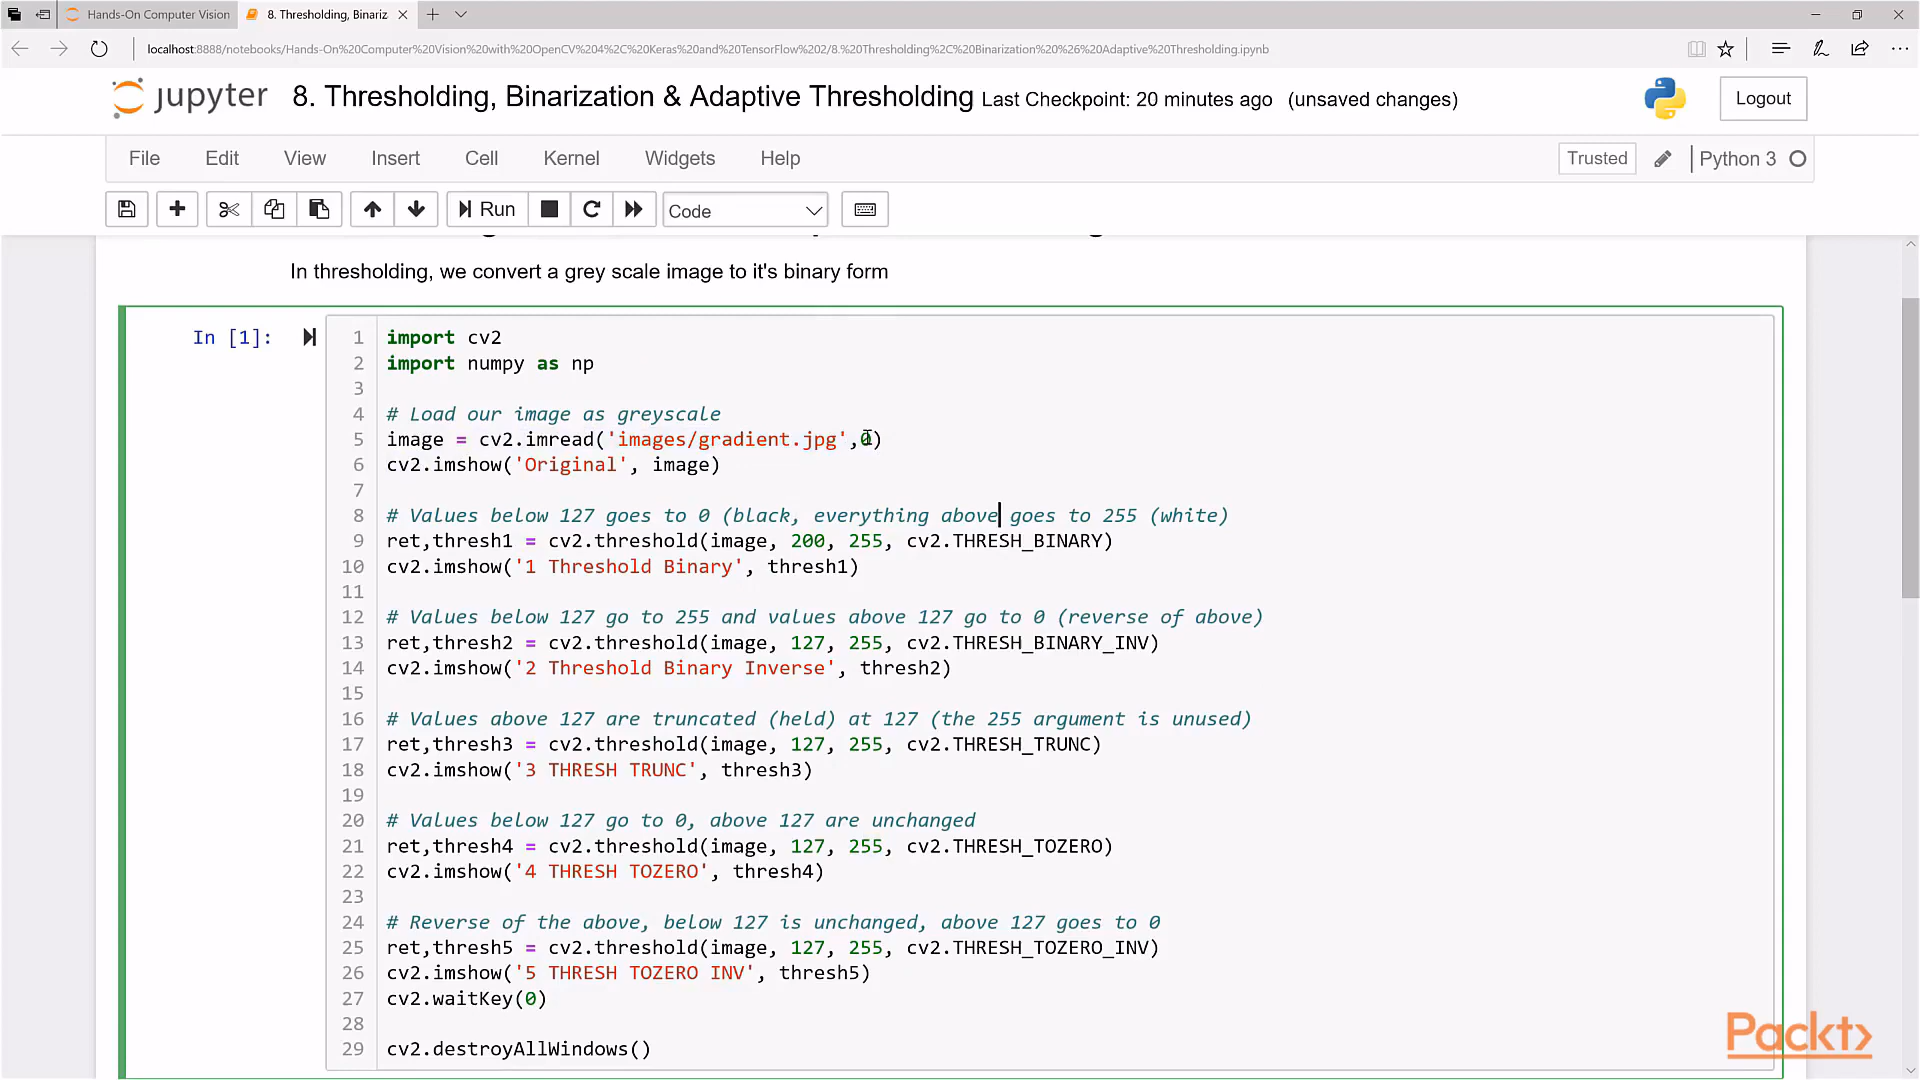 Hands-On Computer Vision
8. Thresholding, Binariz
localhost:8888/notebooks/Hands-On%20Computer%20Vision%20with%20OpenCV%204%2C%20Keras%20and%20TensorFlow%202/8.%20Thresholding%2C%20Binarization%20%26%20Adaptive%20Thresholding.ipynb
jupyter 8. Thresholding, Binarization & Adaptive Thresholding Last Checkpoint: 20 minutes ago (unsaved changes)
Logout
File Edit View Insert Cell Kernel Widgets Help
Trusted Python 3
Run Code
In thresholding, we convert a grey scale image to it's binary form
In [1]:
1 import cv2
2 import numpy as np
3
4 # Load our image as greyscale
5 image = cv2.imread('images/gradient.jpg',0)
6 cv2.imshow('Original', image)
7
8 # Values below 127 goes to 0 (black, everything above goes to 255 (white)
9 ret,thresh1 = cv2.threshold(image, 200, 255, cv2.THRESH_BINARY)
10 cv2.imshow('1 Threshold Binary', thresh1)
11
12 # Values below 127 go to 255 and values above 127 go to 0 (reverse of above)
13 ret,thresh2 = cv2.threshold(image, 127, 255, cv2.THRESH_BINARY_INV)
14 cv2.imshow('2 Threshold Binary Inverse', thresh2)
15
16 # Values above 127 are truncated (held) at 127 (the 255 argument is unused)
17 ret,thresh3 = cv2.threshold(image, 127, 255, cv2.THRESH_TRUNC)
18 cv2.imshow('3 THRESH TRUNC', thresh3)
19
20 # Values below 127 go to 0, above 127 are unchanged
21 ret,thresh4 = cv2.threshold(image, 127, 255, cv2.THRESH_TOZERO)
22 cv2.imshow('4 THRESH TOZERO', thresh4)
23
24 # Reverse of the above, below 127 is unchanged, above 127 goes to 0
25 ret,thresh5 = cv2.threshold(image, 127, 255, cv2.THRESH_TOZERO_INV)
26 cv2.imshow('5 THRESH TOZERO INV', thresh5)
27 cv2.waitKey(0)
28
29 cv2.destroyAllWindows()
Packt>